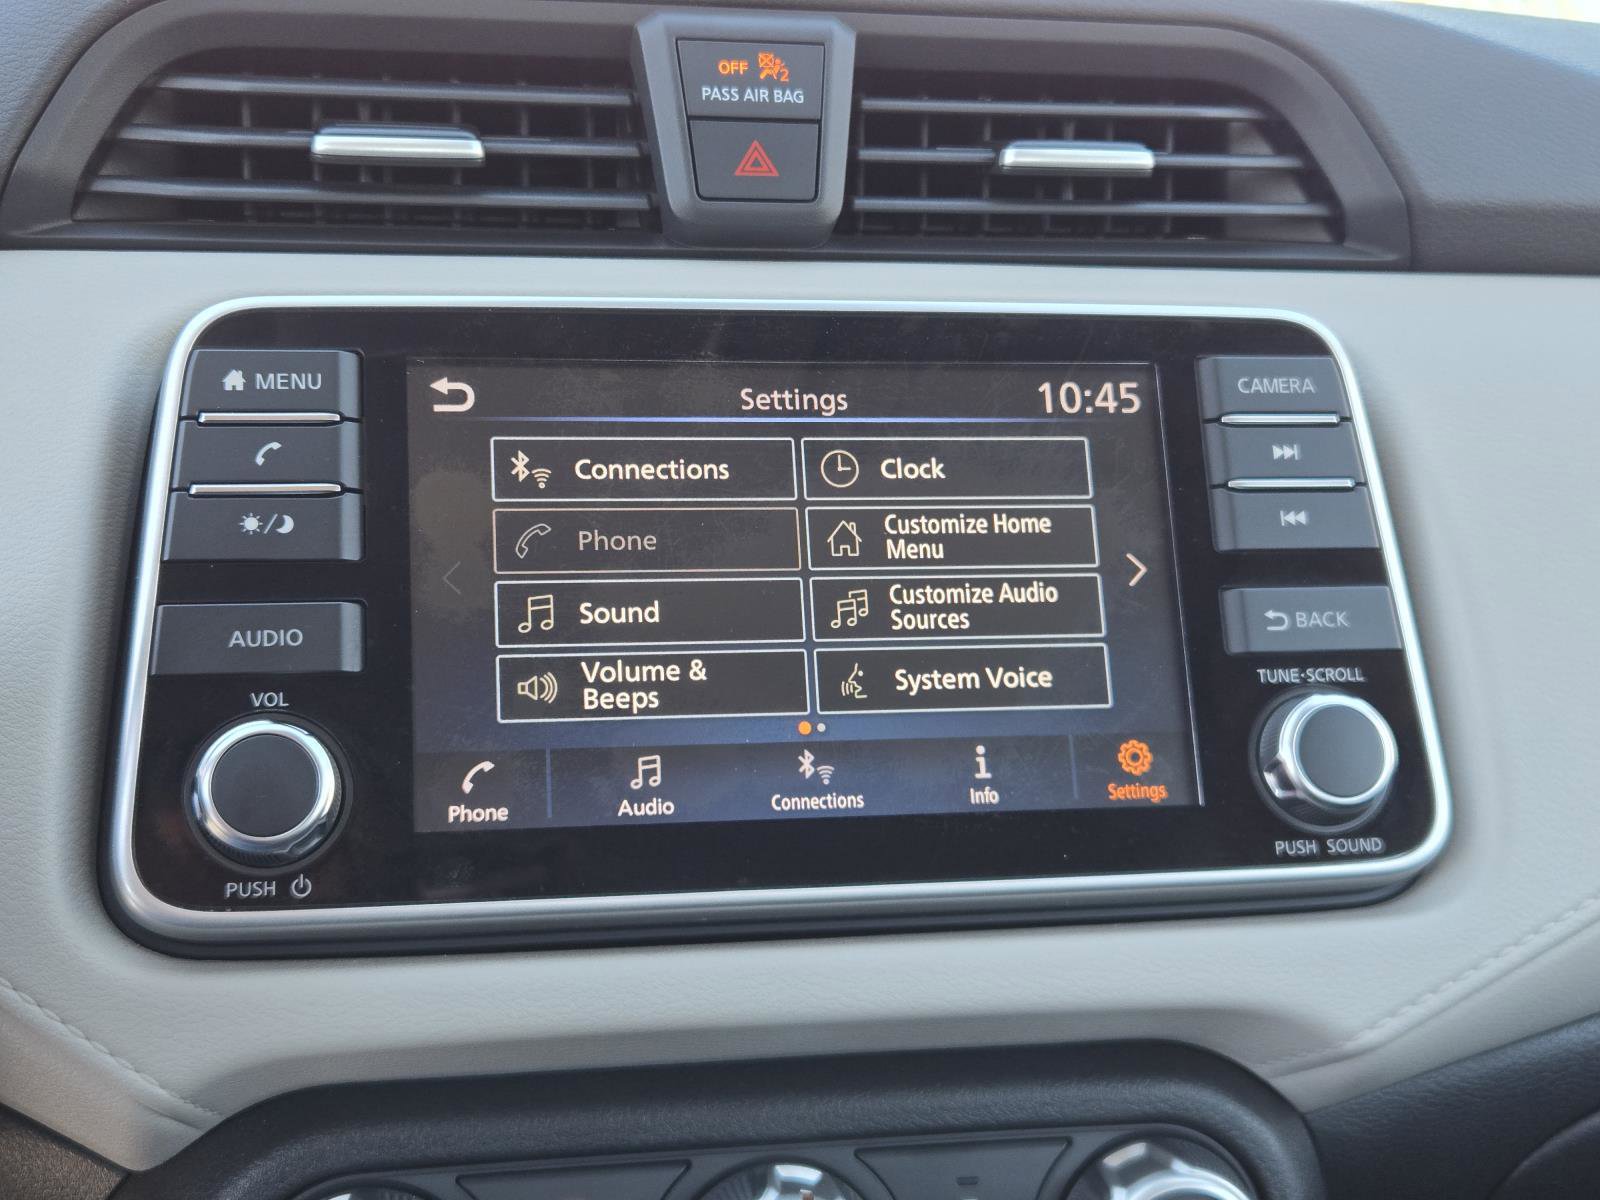 OFF 2
PASS AIR BAG
MENU
AUDIO
VOL
PUSH
Settings
10:45
Connections
Clock
Phone
Customize Home
Menu
Sound
Customize Audio
Sources
Volume &
Beeps
System Voice
Phone
Audio
Connections
Info
Settings
CAMERA
BACK
TUNE·SCROLL
PUSH SOUND